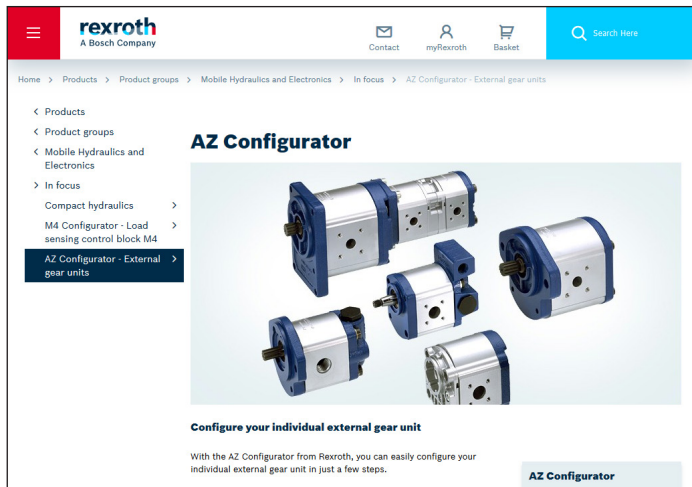 rexroth
A Bosch Company
Contact
myRexroth
Basket
Search Here
Home > Products > Product groups > Mobile Hydraulics and Electronics > In focus > AZ Configurator - External gear units
< Products
< Product groups
< Mobile Hydraulics and
Electronics
> In focus
Compact hydraulics >
M4 Configurator - Load >
sensing control block M4
AZ Configurator - External >
gear units
AZ Configurator
Configure your individual external gear unit
With the AZ Configurator from Rexroth, you can easily configure your
individual external gear unit in just a few steps.
AZ Configurator